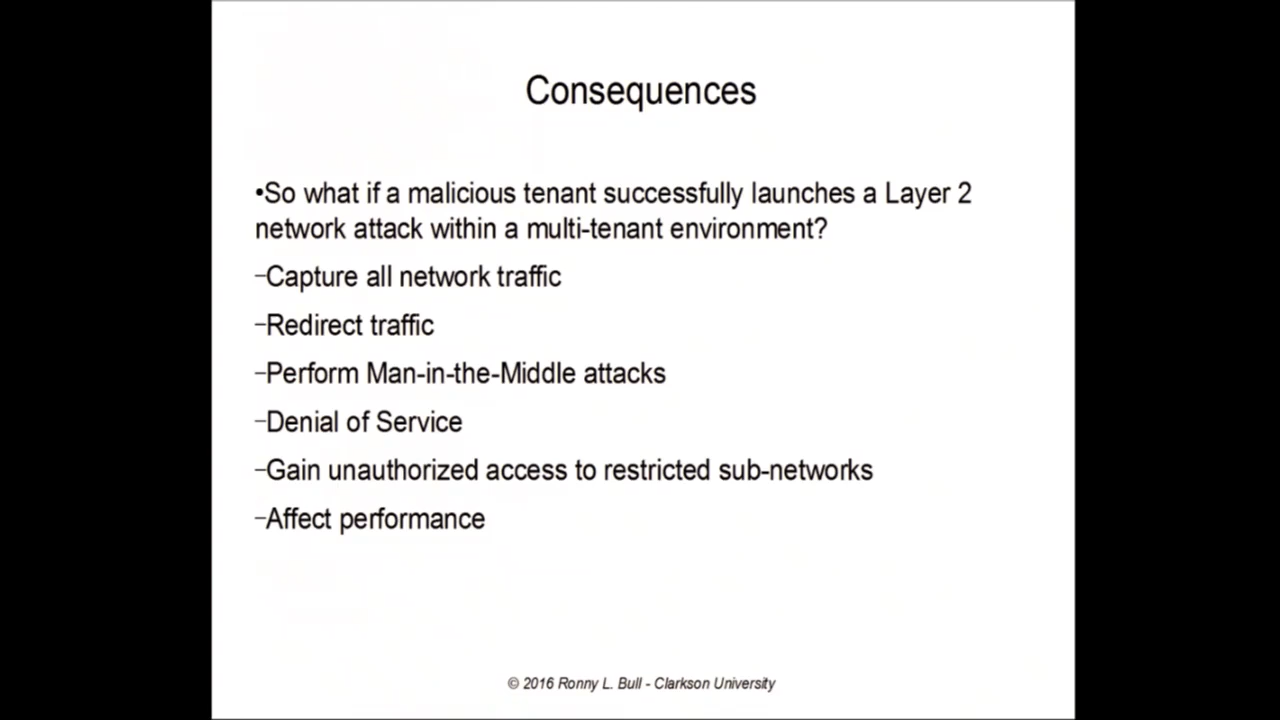 Consequences
•So what if a malicious tenant successfully launches a Layer 2
network attack within a multi-tenant environment?
–Capture all network traffic
–Redirect traffic
–Perform Man-in-the-Middle attacks
–Denial of Service
–Gain unauthorized access to restricted sub-networks
–Affect performance
© 2016 Ronny L. Bull - Clarkson University